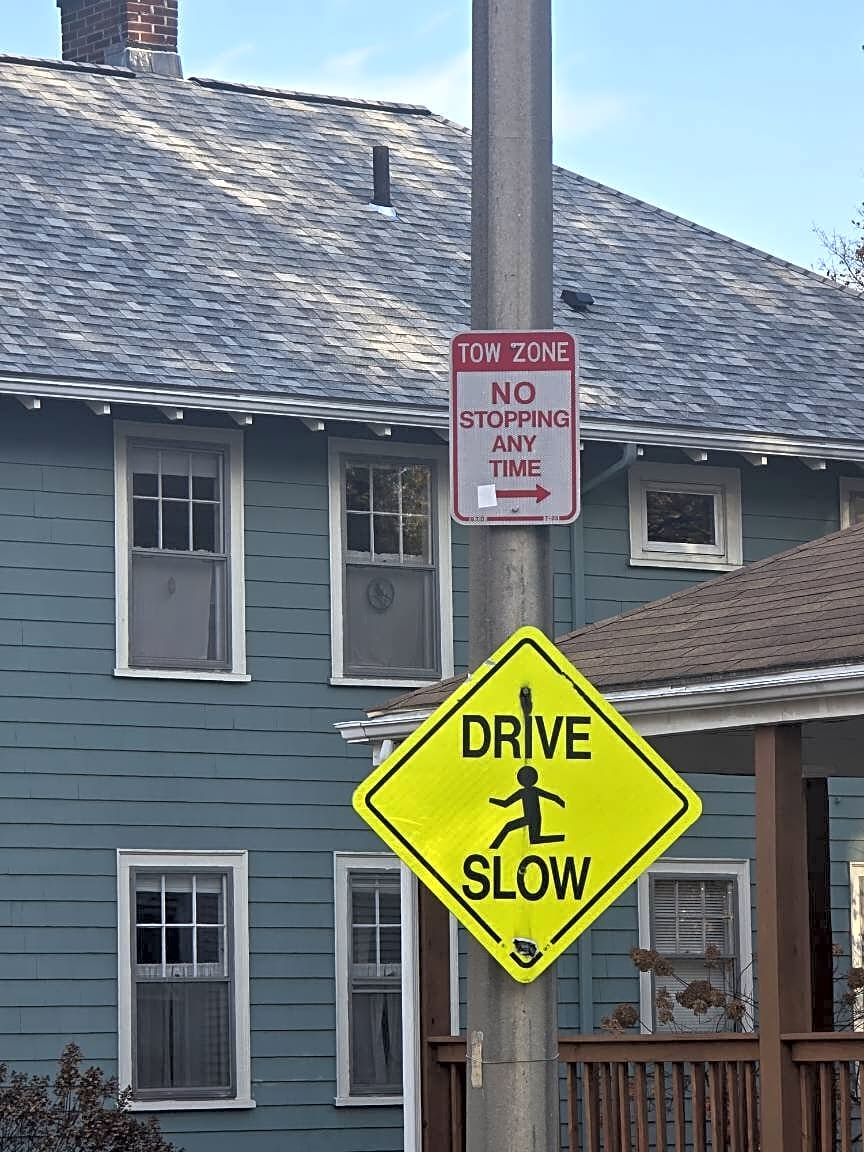 TOW ZONE
NO
STOPPING
ANY
TIME
DRIVE
SLOW